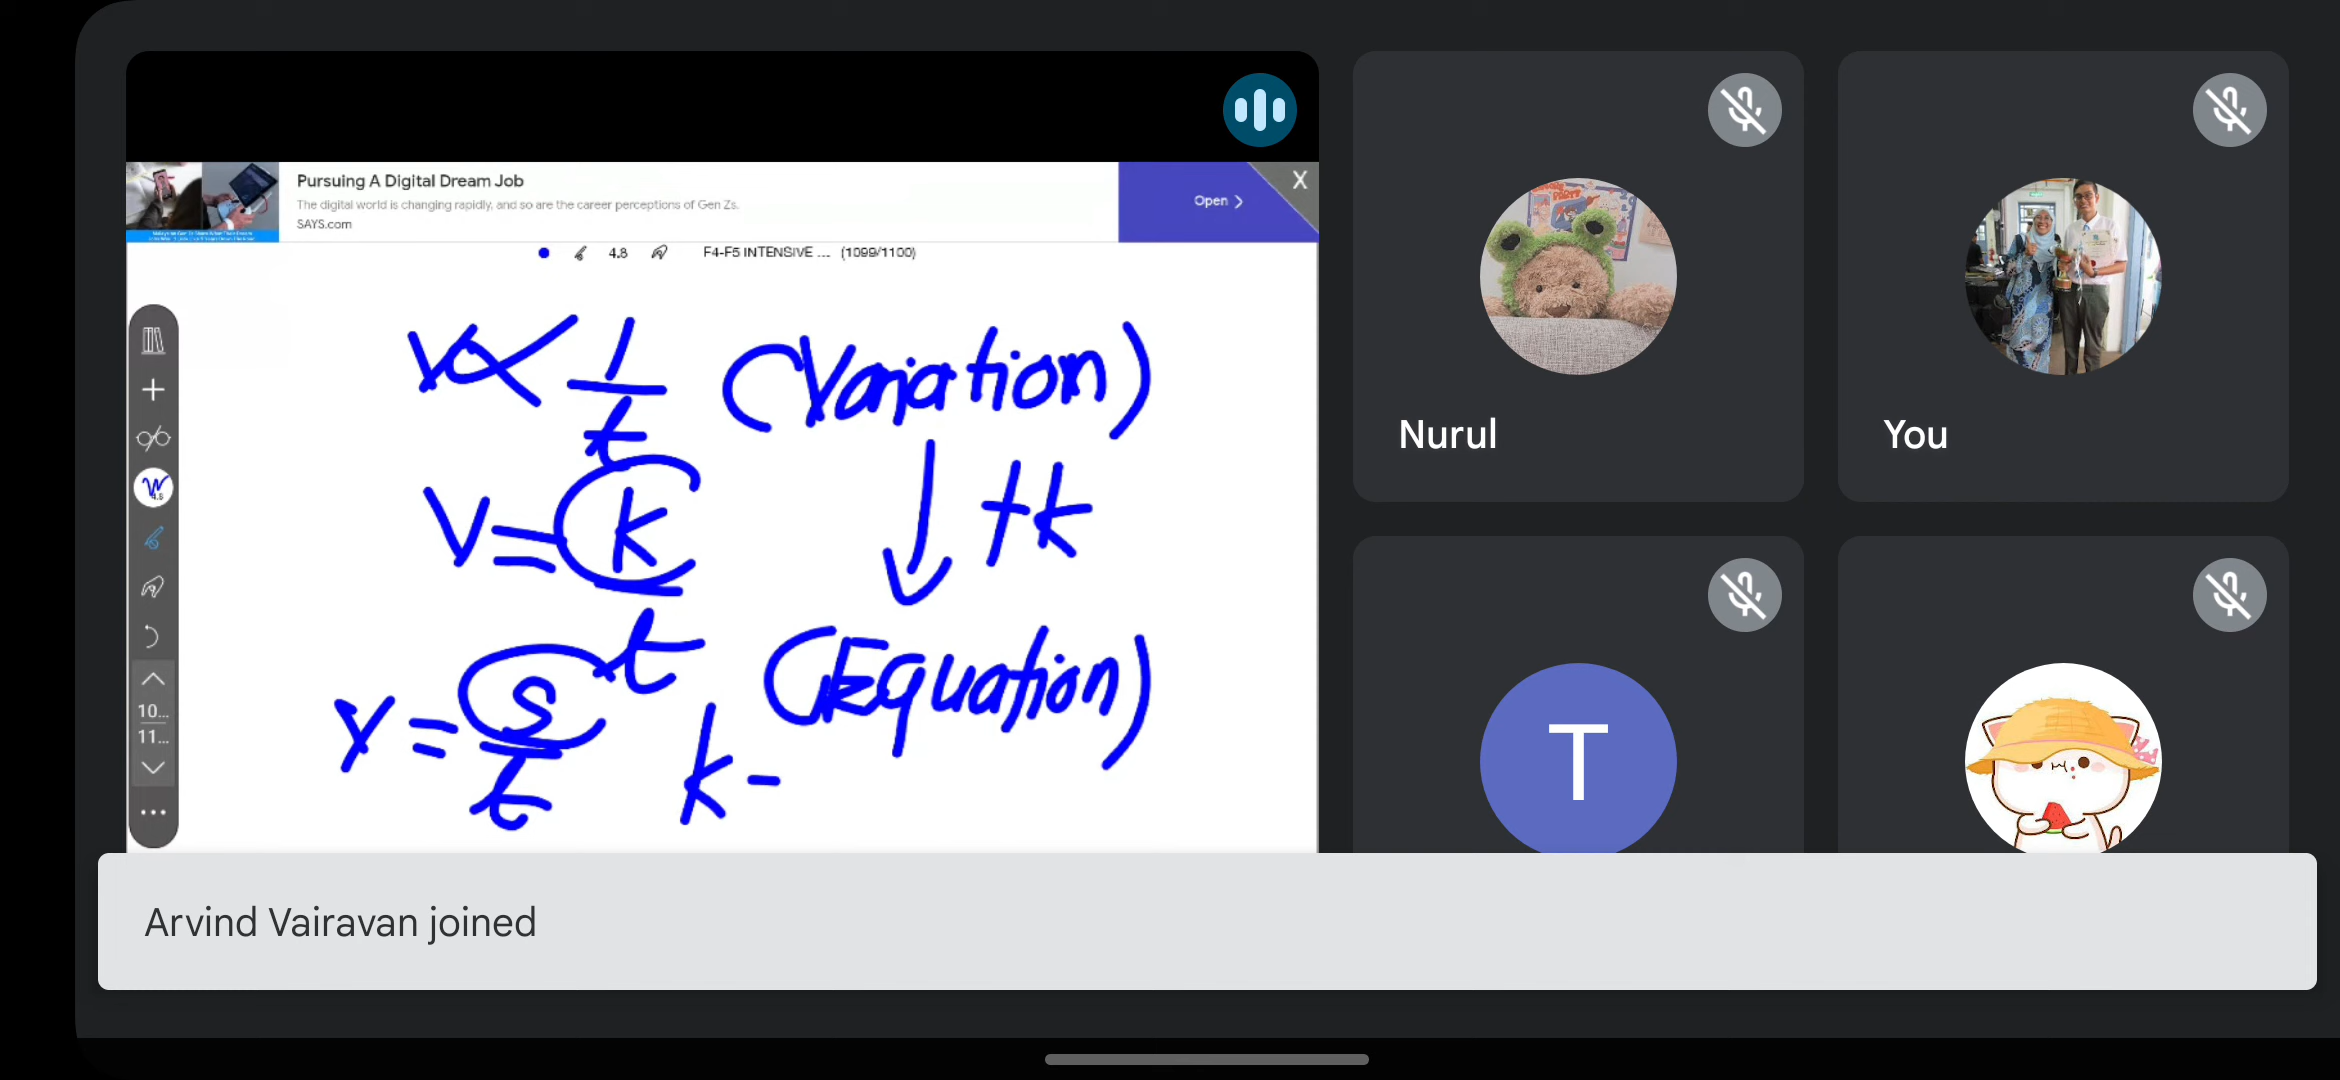 Pursuing A Digital Dream Job
The digital world is changing rapidly, and so are the career perceptions of Gen Zs.
SAYS.com
Open >
X
4.8 F4-F5 INTENSIVE ... (1099/1100)
V∝1/t (Variation)
V=k/t ↓ +k
(Equation)
V=s/t k-
4.8
10...
11...
Nurul
You
T
Arvind Vairavan joined